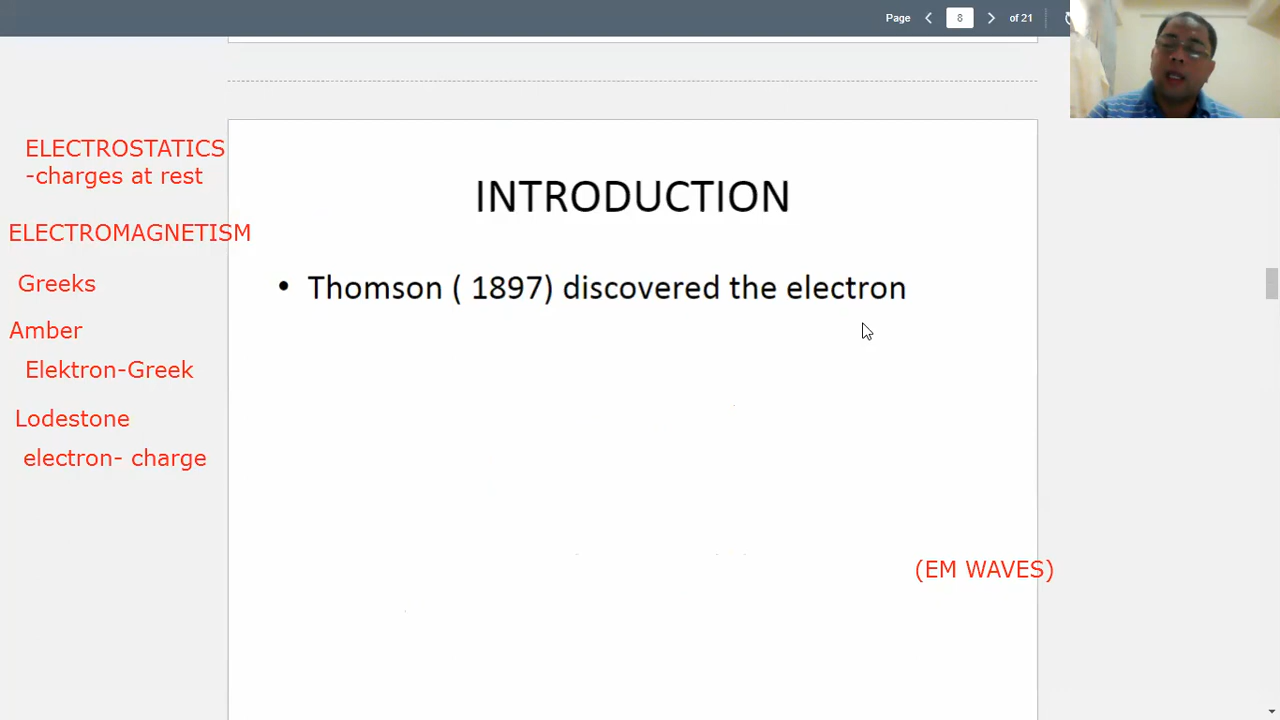 Page 8 of 21
ELECTROSTATICS
-charges at rest
ELECTROMAGNETISM
Greeks
Amber
Elektron-Greek
Lodestone
electron- charge
INTRODUCTION
• Thomson ( 1897) discovered the electron
(EM WAVES)